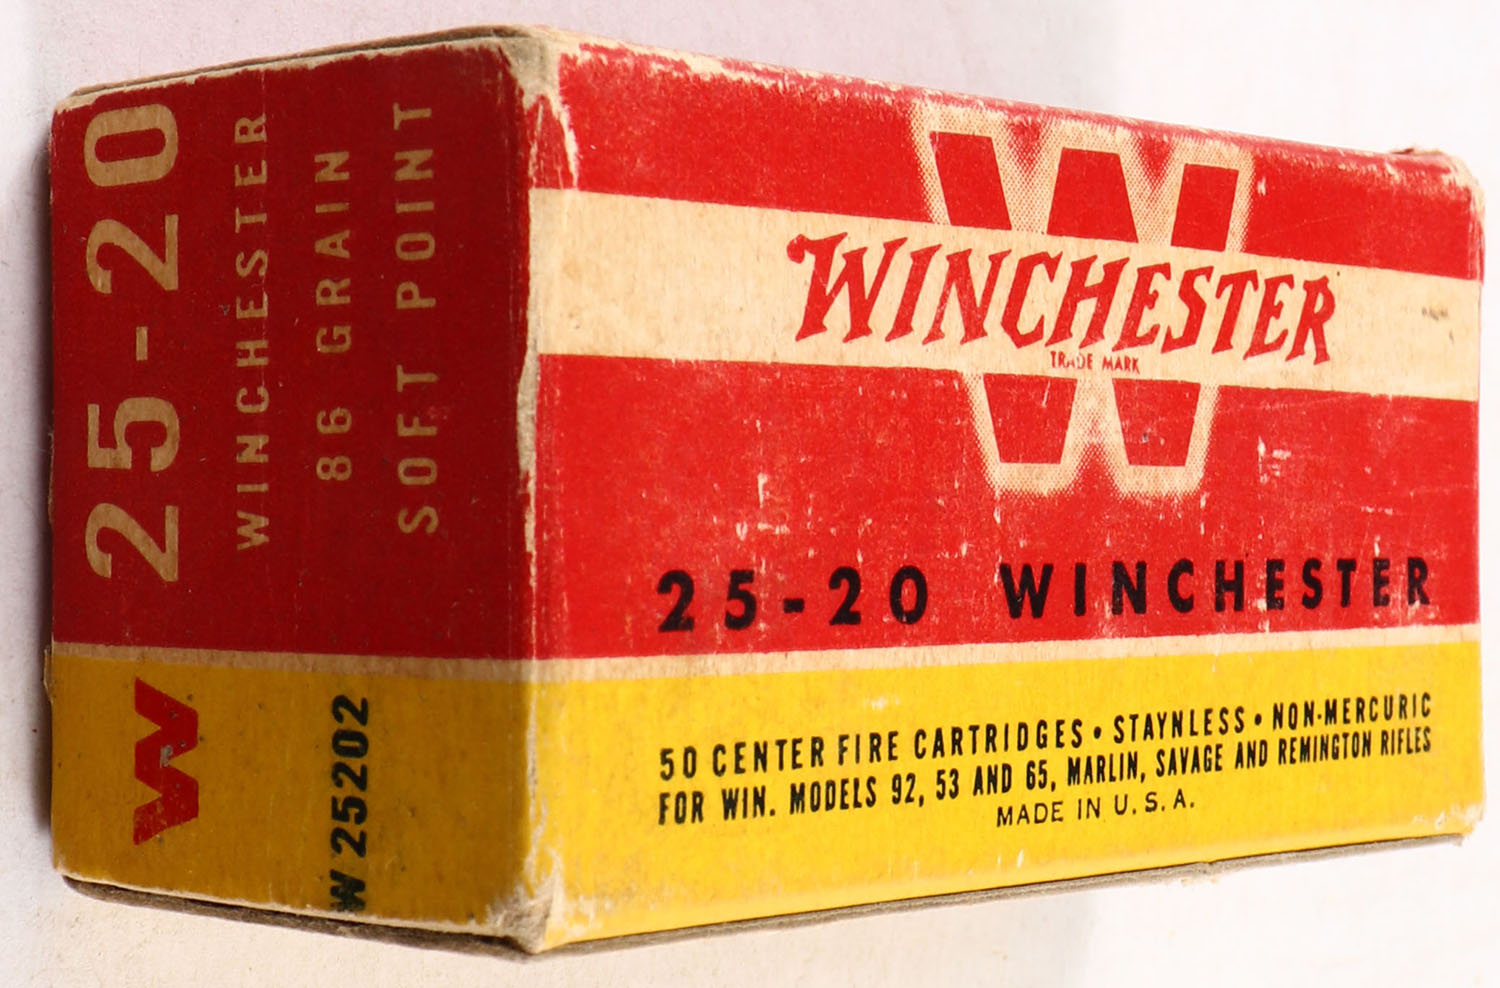 25-20
WINCHESTER
86 GRAIN
SOFT POINT
W
W25202
W
WINCHESTER
TRADE MARK
25-20 WINCHESTER
50 CENTER FIRE CARTRIDGES • STAYNLESS • NON-MERCURIC
FOR WIN. MODELS 92, 53 AND 65, MARLIN, SAVAGE AND REMINGTON RIFLES
MADE IN U.S.A.